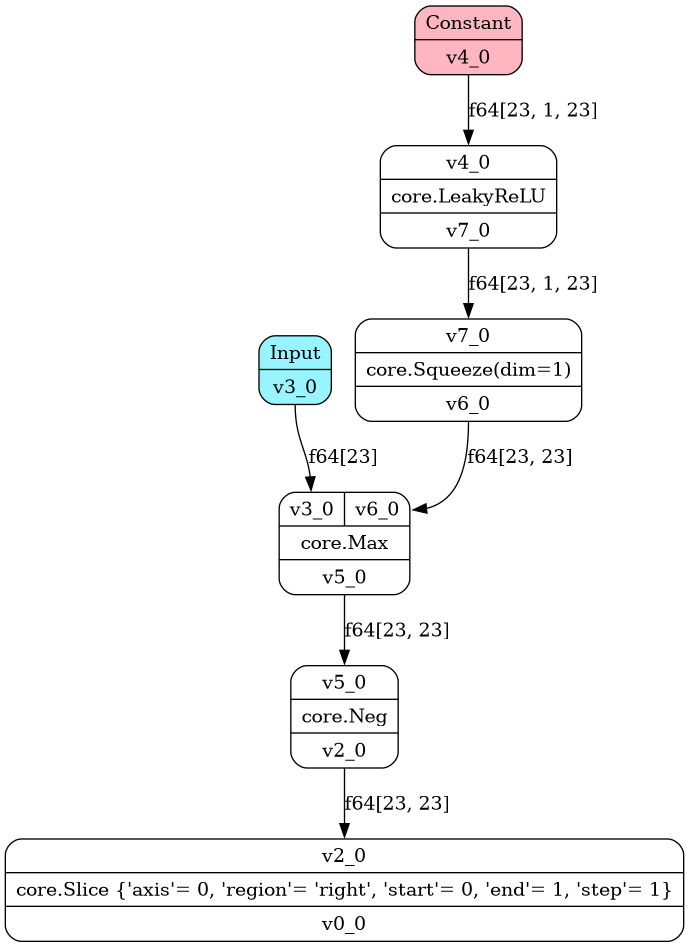 Constant
v4_0
f64[23, 1, 23]
v4_0
core.LeakyReLU
v7_0
f64[23, 1, 23]
Input
v3_0
v7_0
core.Squeeze(dim=1)
v6_0
f64[23]
f64[23, 23]
v3_0 v6_0
core.Max
v5_0
f64[23, 23]
v5_0
core.Neg
v2_0
f64[23, 23]
v2_0
core.Slice {'axis'= 0, 'region'= 'right', 'start'= 0, 'end'= 1, 'step'= 1}
v0_0